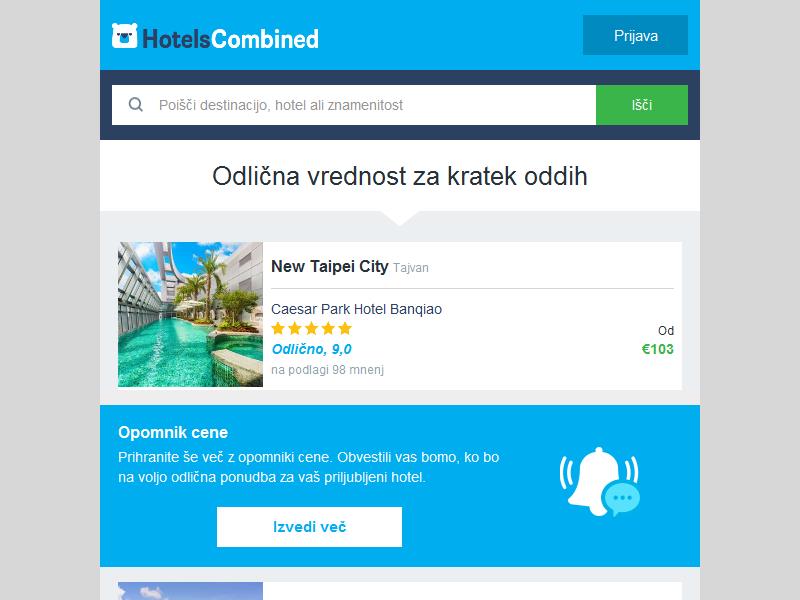 HotelsCombined
Prijava
Poišči destinacijo, hotel ali znamenitost
Išči
Odlična vrednost za kratek oddih
New Taipei City Tajvan
Caesar Park Hotel Banqiao
Od
Odlično, 9,0
€103
na podlagi 98 mnenj
Opomnik cene
Prihranite še več z opomniki cene. Obvestili vas bomo, ko bo
na voljo odlična ponudba za vaš priljubljeni hotel.
Izvedi več